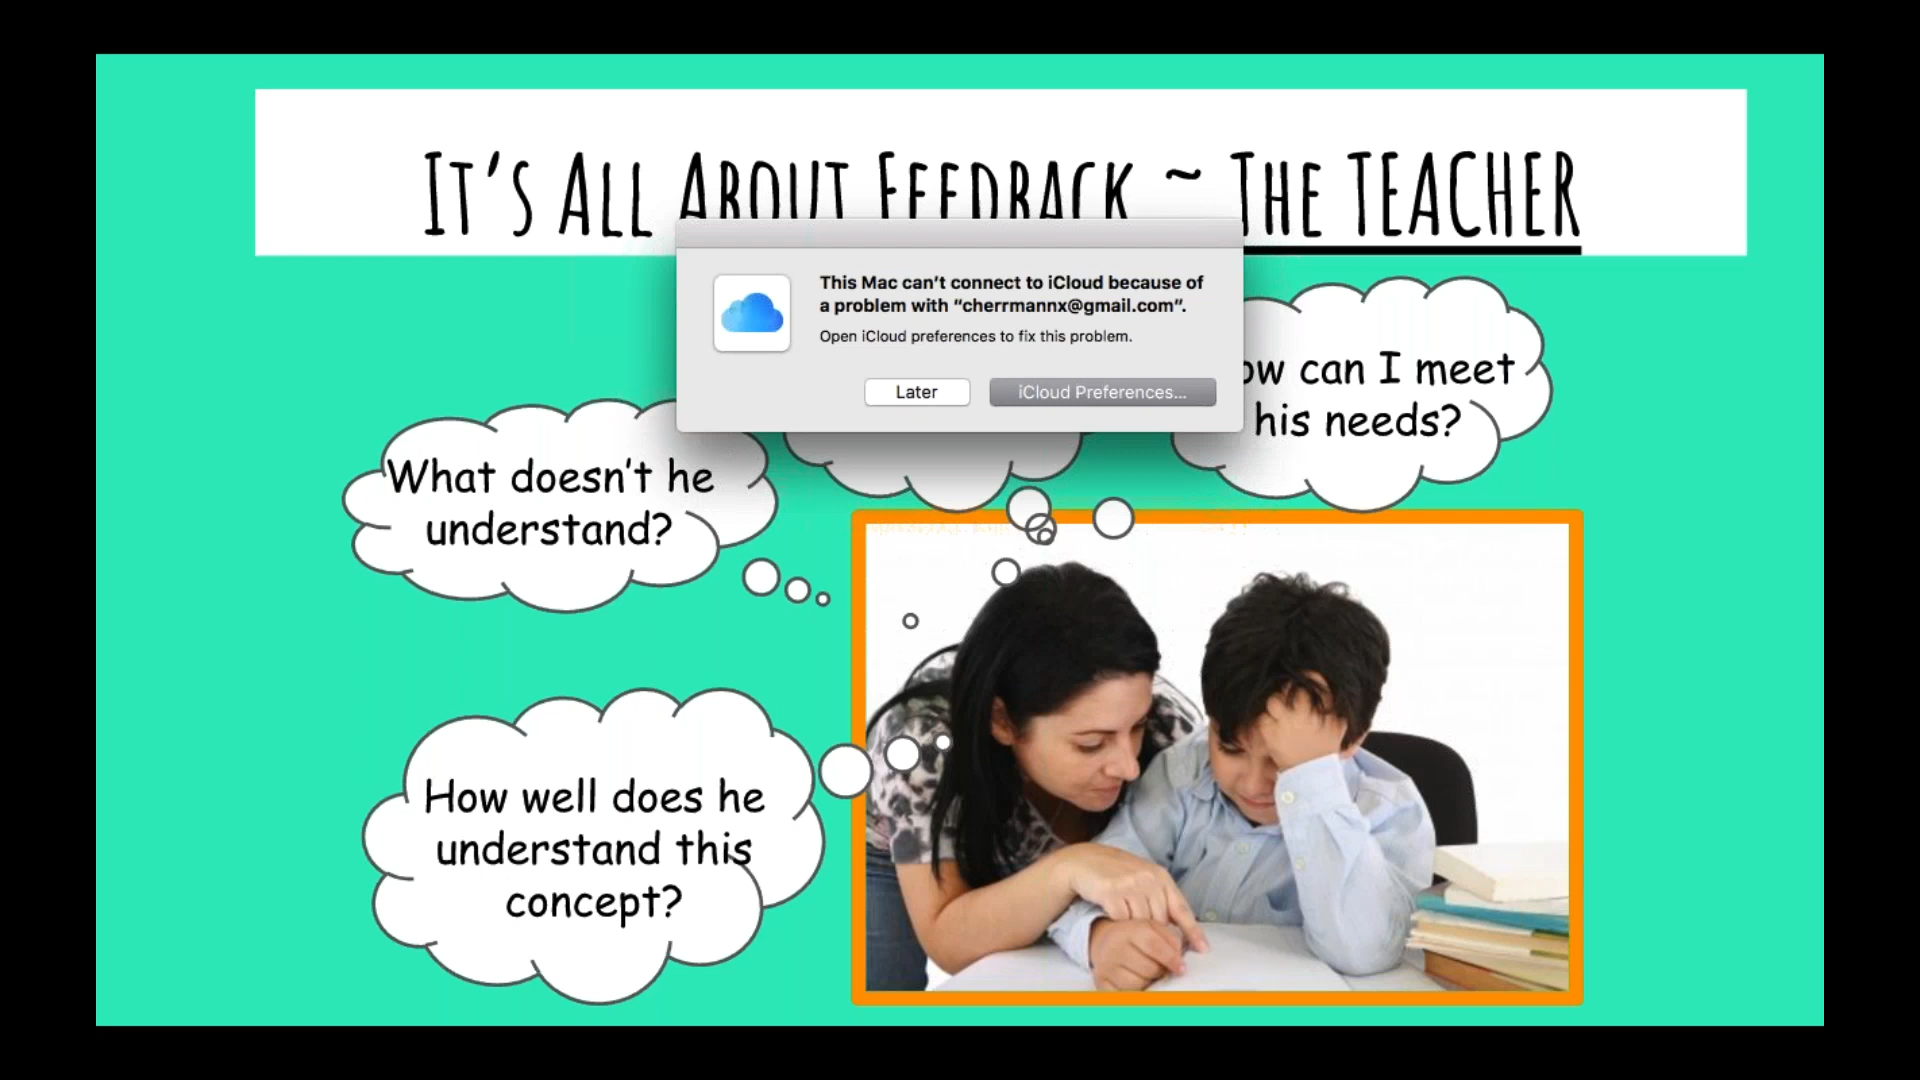 It's All About Feedback ~ The TEACHER
This Mac can't connect to iCloud because of
a problem with “cherrmannx@gmail.com”.
Open iCloud preferences to fix this problem.
Later
iCloud Preferences...
ow can I meet
his needs?
What doesn't he
understand?
How well does he
understand this
concept?